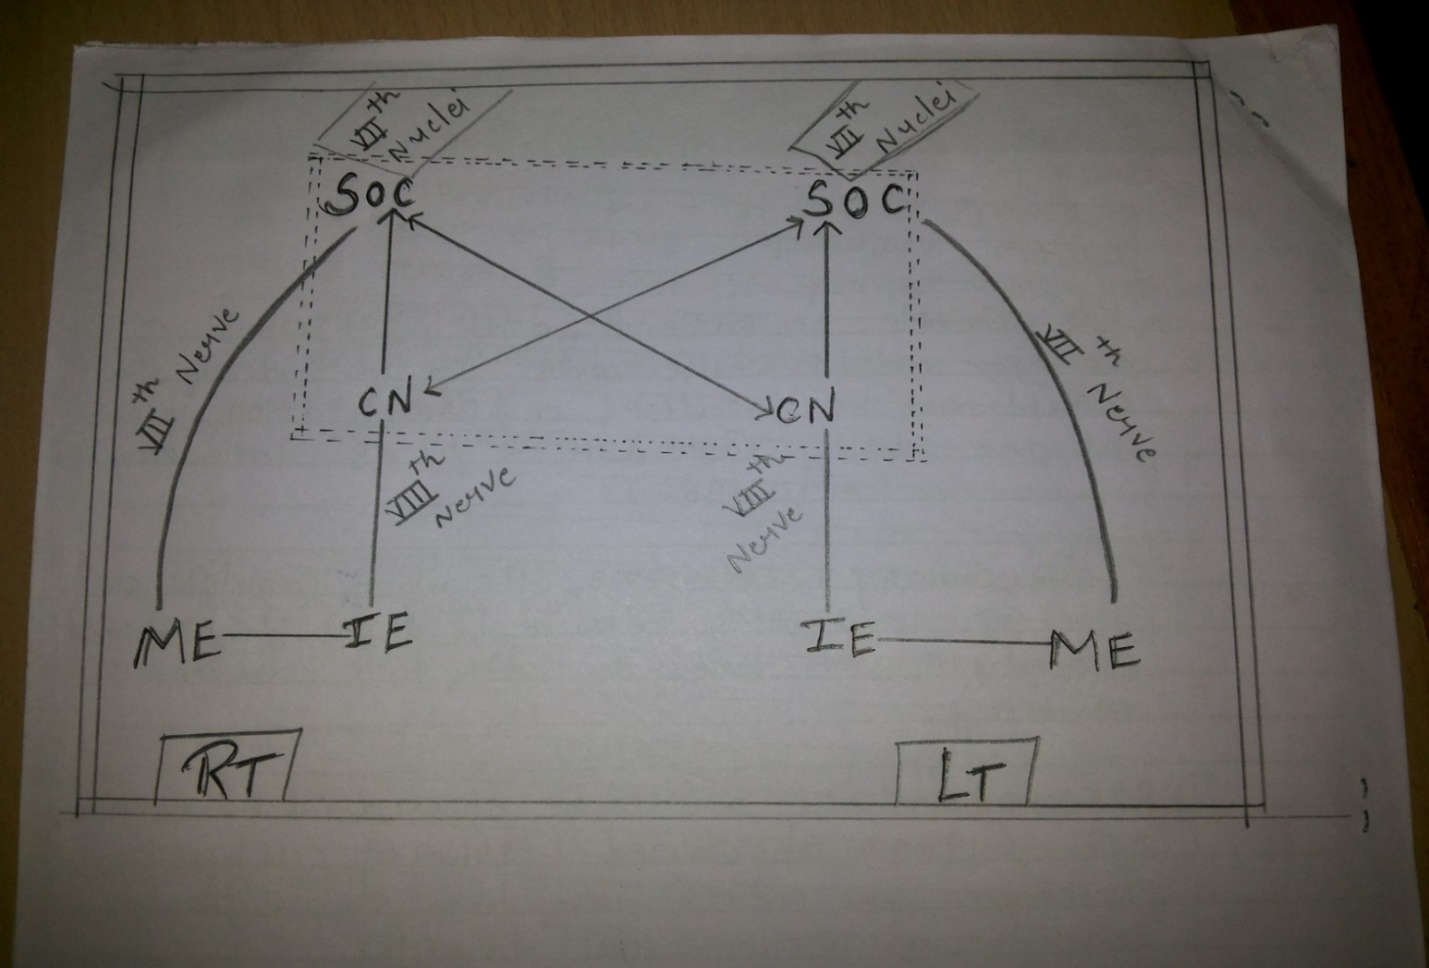 VII th
Nuclei
VII th
Nuclei
SOC
SOC
VII th Nerve
VII th Nerve
CN
CN
VIII th
Nerve
VIII th
Nerve
ME
IE
IE
ME
RT
LT